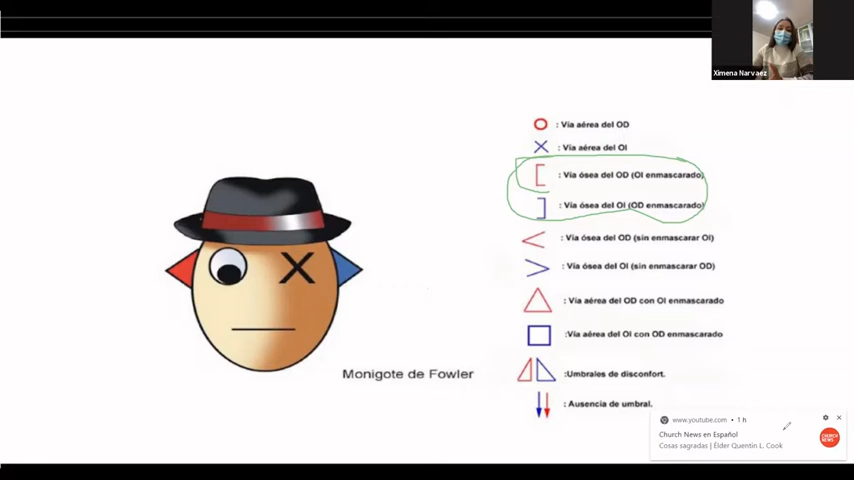 Ximena Narvaez
: Vía aérea del OD
: Vía aérea del OI
: Vía ósea del OD (OI enmascarado)
: Vía ósea del OI (OD enmascarado)
: Vía ósea del OD (sin enmascarar OI)
: Vía ósea del OI (sin enmascarar OD)
: Vía aérea del OD con OI enmascarado
:Vía aérea del OI con OD enmascarado
:Umbrales de disconfort.
: Ausencia de umbral.
X
Monigote de Fowler
www.youtube.com • 1 h
Church News en Español
Cosas sagradas | Élder Quentin L. Cook
CHURCH
NEWS